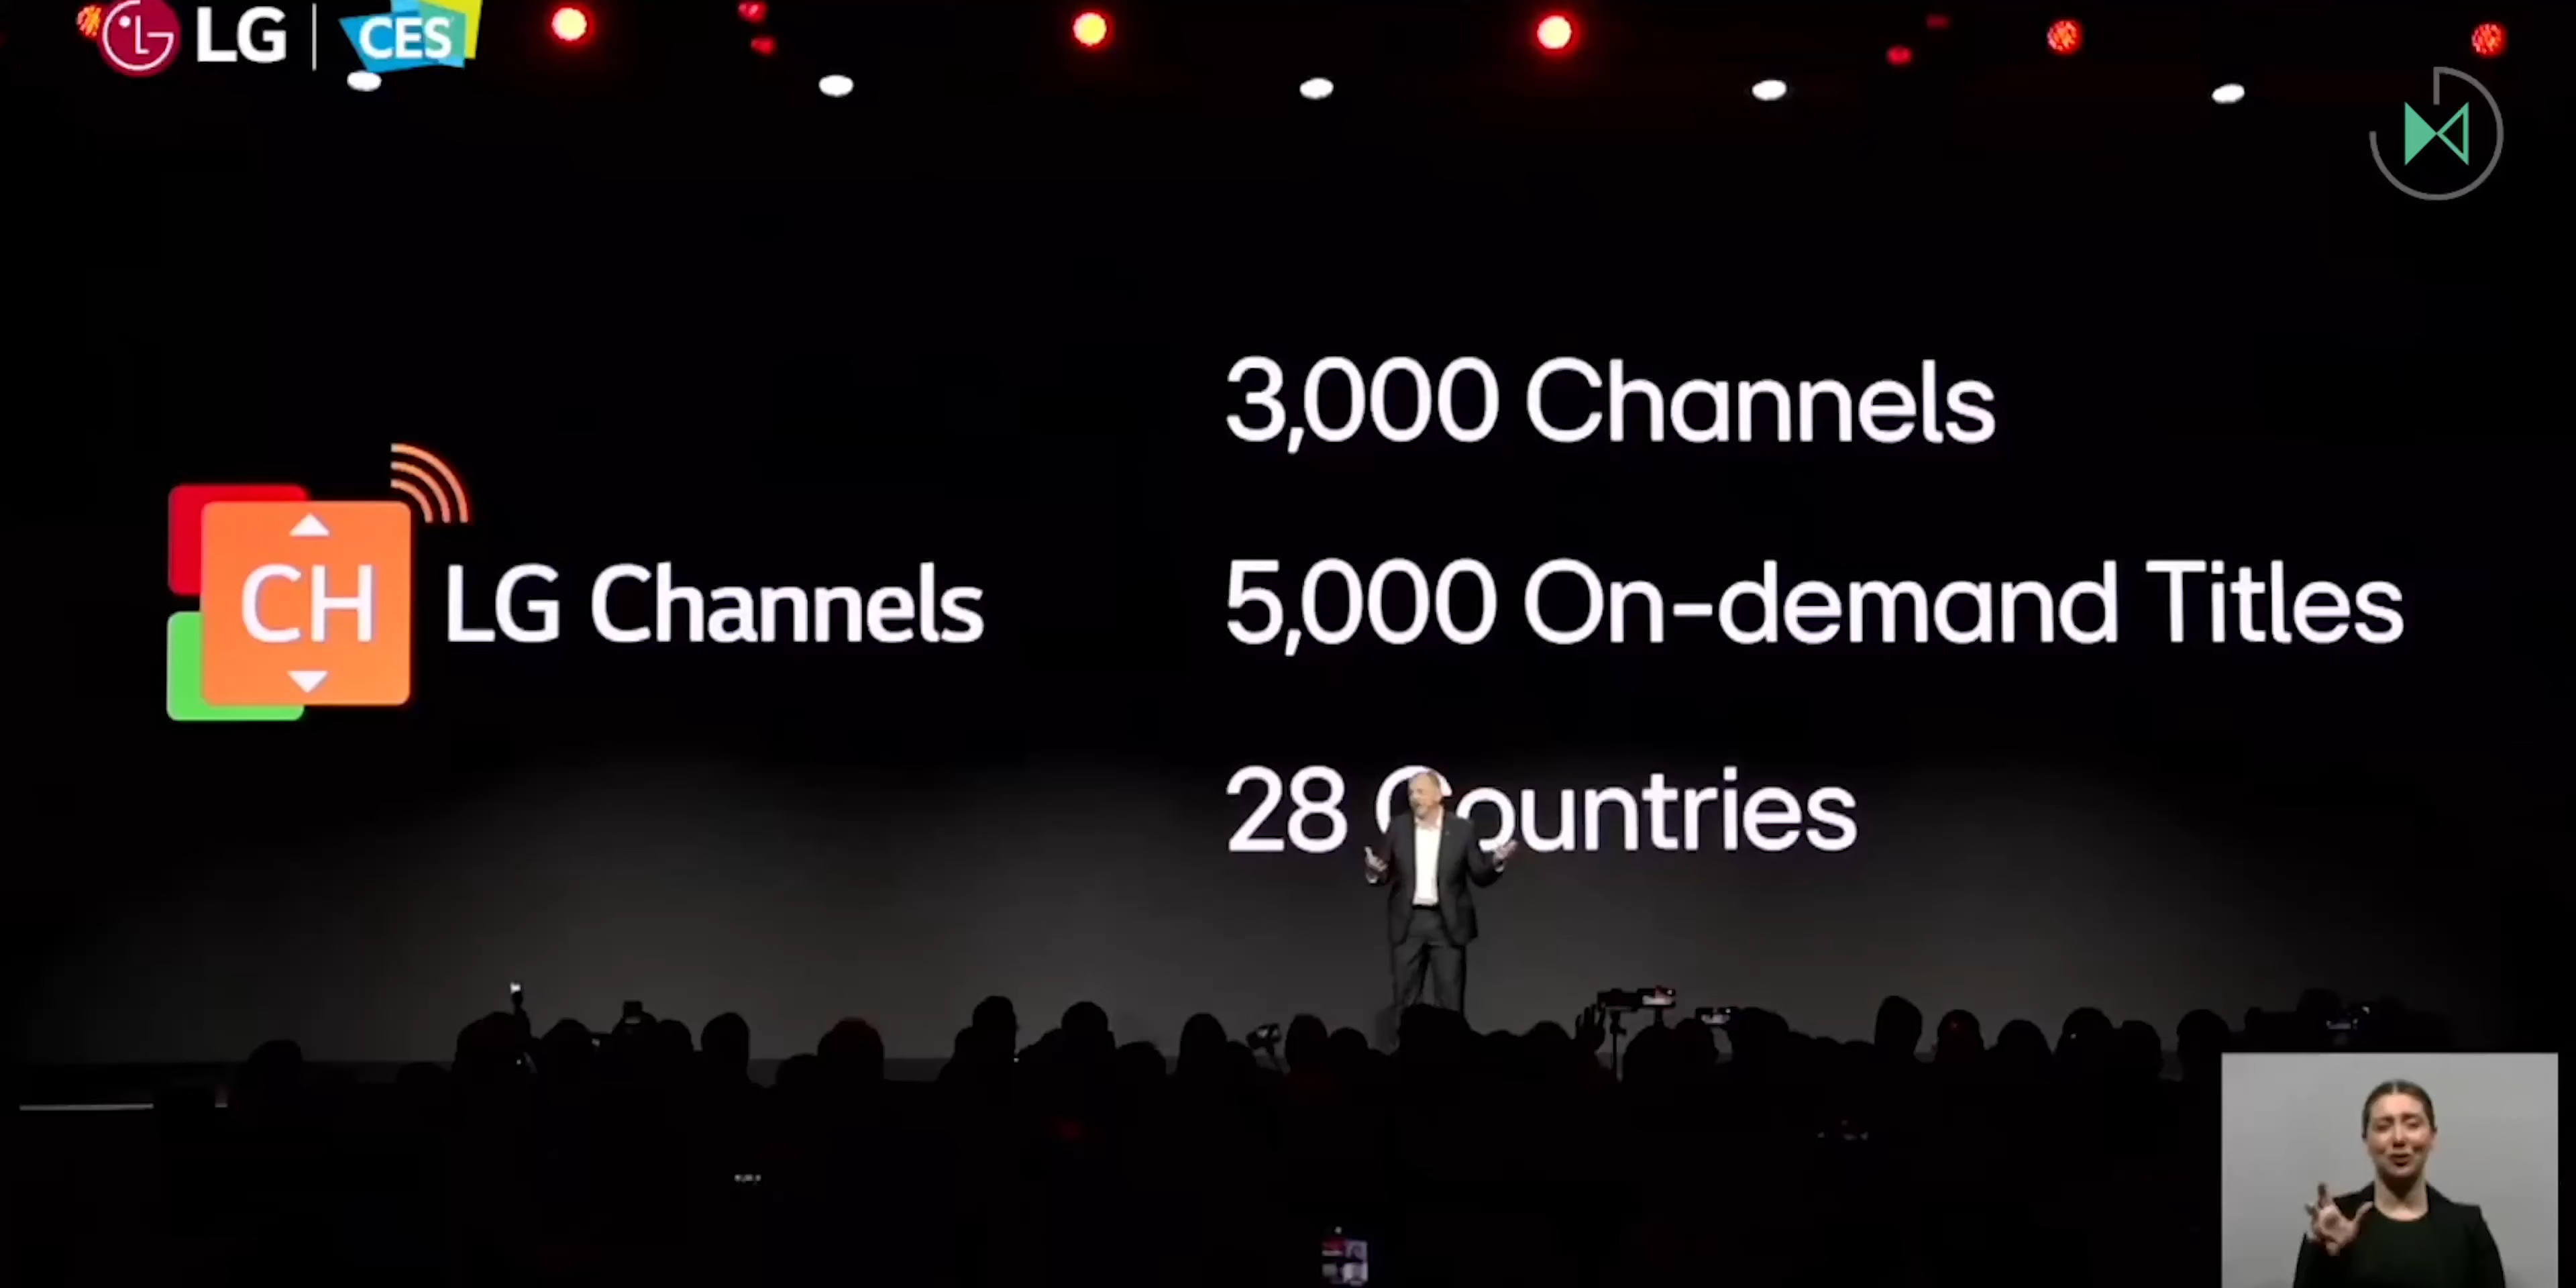 LG | CES
3,000 Channels
CH LG Channels
5,000 On-demand Titles
28 Countries